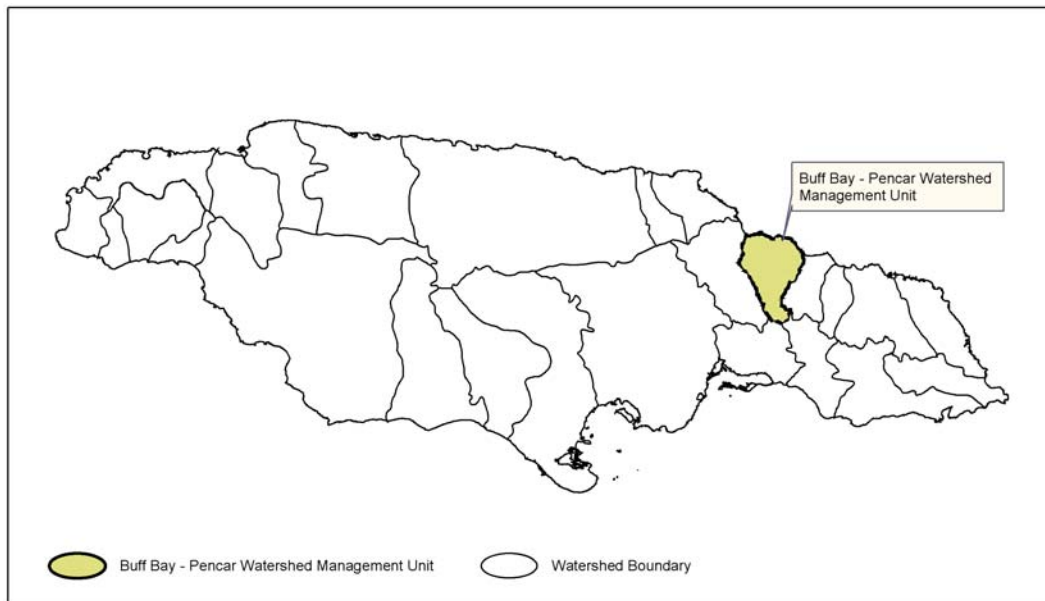 Buff Bay - Pencar Watershed
Management Unit
Buff Bay - Pencar Watershed Management Unit
Watershed Boundary